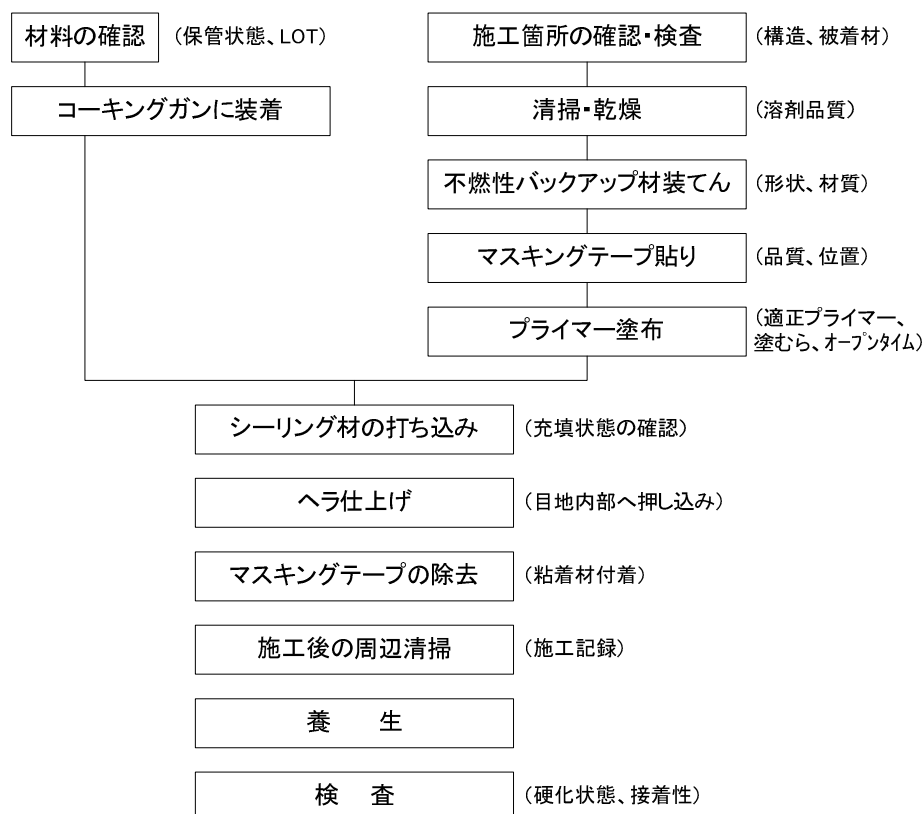 材料の確認 (保管状態、LOT)
施工箇所の確認・検査 (構造、被着材)
コーキングガンに装着
清掃・乾燥 (溶剤品質)
不燃性バックアップ材装てん (形状、材質)
マスキングテープ貼り (品質、位置)
プライマー塗布 (適正プライマー、
塗むら、オープンタイム)
シーリング材の打ち込み (充填状態の確認)
ヘラ仕上げ (目地内部へ押し込み)
マスキングテープの除去 (粘着材付着)
施工後の周辺清掃 (施工記録)
養　生
検　査 (硬化状態、接着性)